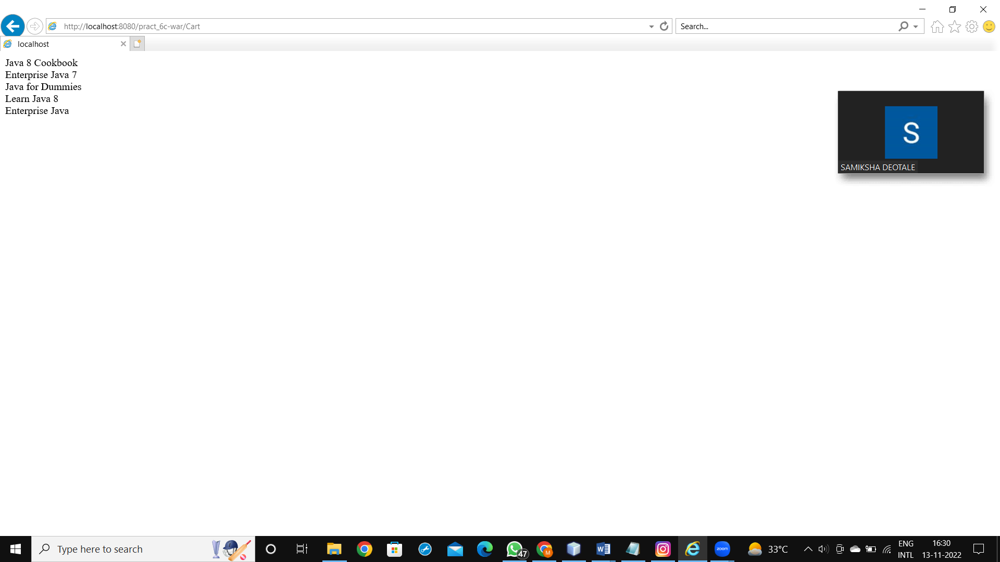 http://localhost:8080/pract_6c-war/Cart
Search...
localhost
Java 8 Cookbook
Enterprise Java 7
Java for Dummies
Learn Java 8
Enterprise Java
S
SAMIKSHA DEOTALE
Type here to search
47
M
W
zoom
33°C
ENG
INTL
16:30
13-11-2022